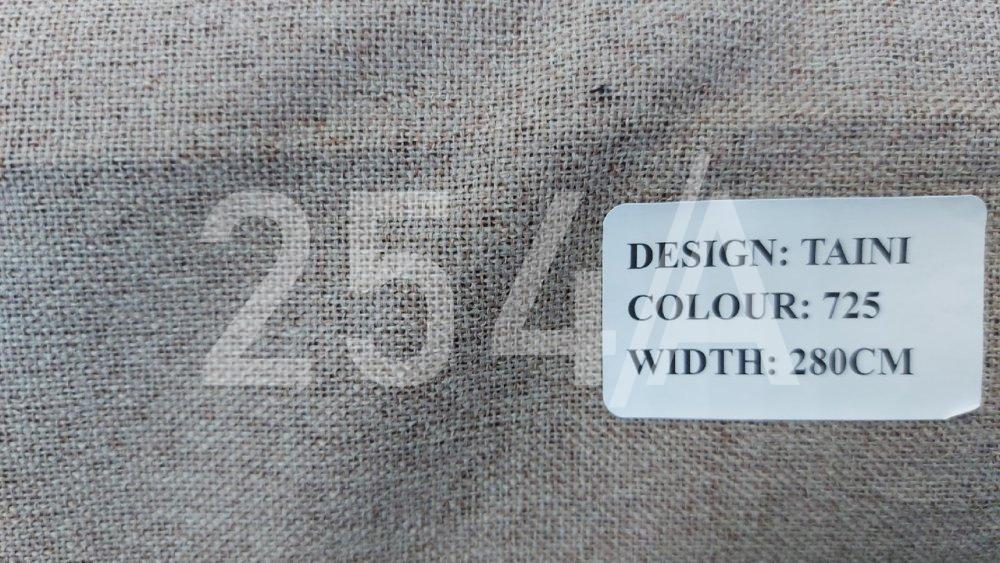 254/A
DESIGN: TAINI
COLOUR: 725
WIDTH: 280CM